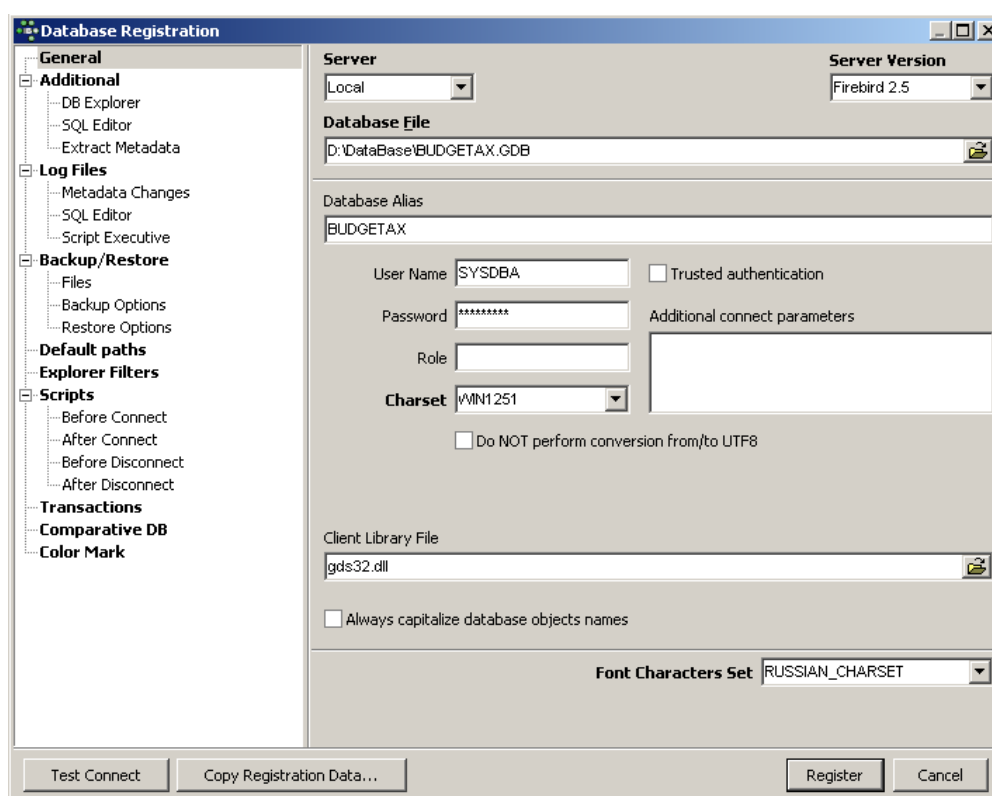 Database Registration
General
Additional
DB Explorer
SQL Editor
Extract Metadata
Log Files
Metadata Changes
SQL Editor
Script Executive
Backup/Restore
Files
Backup Options
Restore Options
Default paths
Explorer Filters
Scripts
Before Connect
After Connect
Before Disconnect
After Disconnect
Transactions
Comparative DB
Color Mark
Server
Server Version
Local
Firebird 2.5
Database File
D:\DataBase\BUDGETAX.GDB
Database Alias
BUDGETAX
User Name SYSDBA
Trusted authentication
Password *********
Additional connect parameters
Role
Charset WIN1251
Do NOT perform conversion from/to UTF8
Client Library File
gds32.dll
Always capitalize database objects names
Font Characters Set RUSSIAN_CHARSET
Test Connect
Copy Registration Data...
Register
Cancel